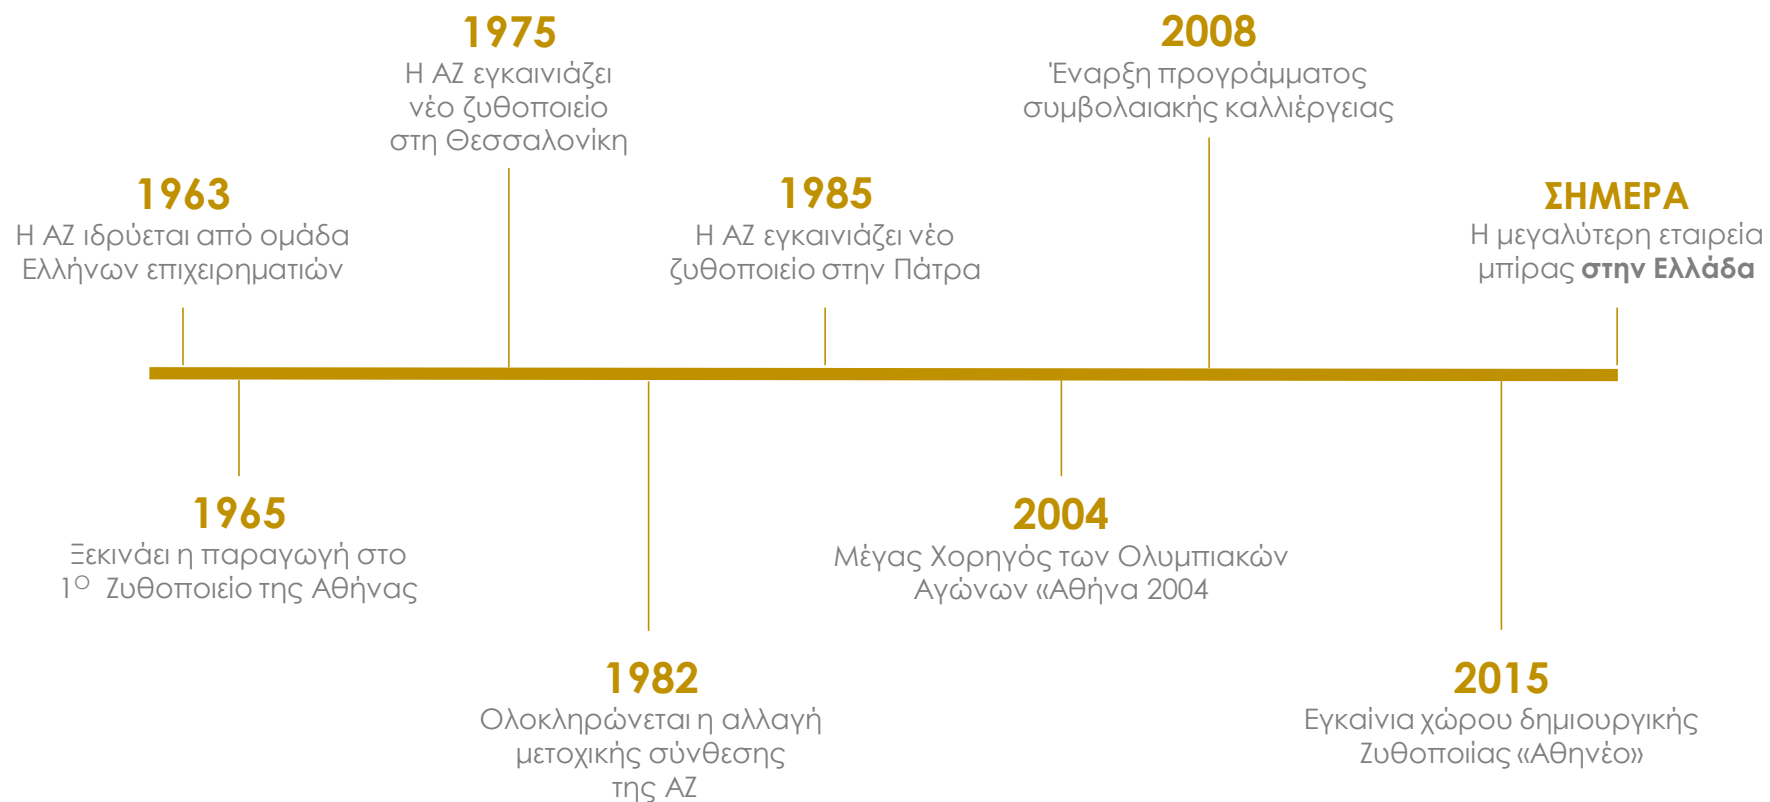 1975
Η ΑΖ εγκαινιάζει
νέο ζυθοποιείο
στη Θεσσαλονίκη
2008
Έναρξη προγράμματος
συμβολαιακής καλλιέργειας
1963
Η ΑΖ ιδρύεται από ομάδα
Ελλήνων επιχειρηματιών
1985
Η ΑΖ εγκαινιάζει νέο
ζυθοποιείο στην Πάτρα
ΣΗΜΕΡΑ
Η μεγαλύτερη εταιρεία
μπίρας στην Ελλάδα
1965
Ξεκινάει η παραγωγή στο
1Ο Ζυθοποιείο της Αθήνας
2004
Μέγας Χορηγός των Ολυμπιακών
Αγώνων «Αθήνα 2004
1982
Ολοκληρώνεται η αλλαγή
μετοχικής σύνθεσης
της ΑΖ
2015
Εγκαίνια χώρου δημιουργικής
Ζυθοποιίας «Αθηνέο»